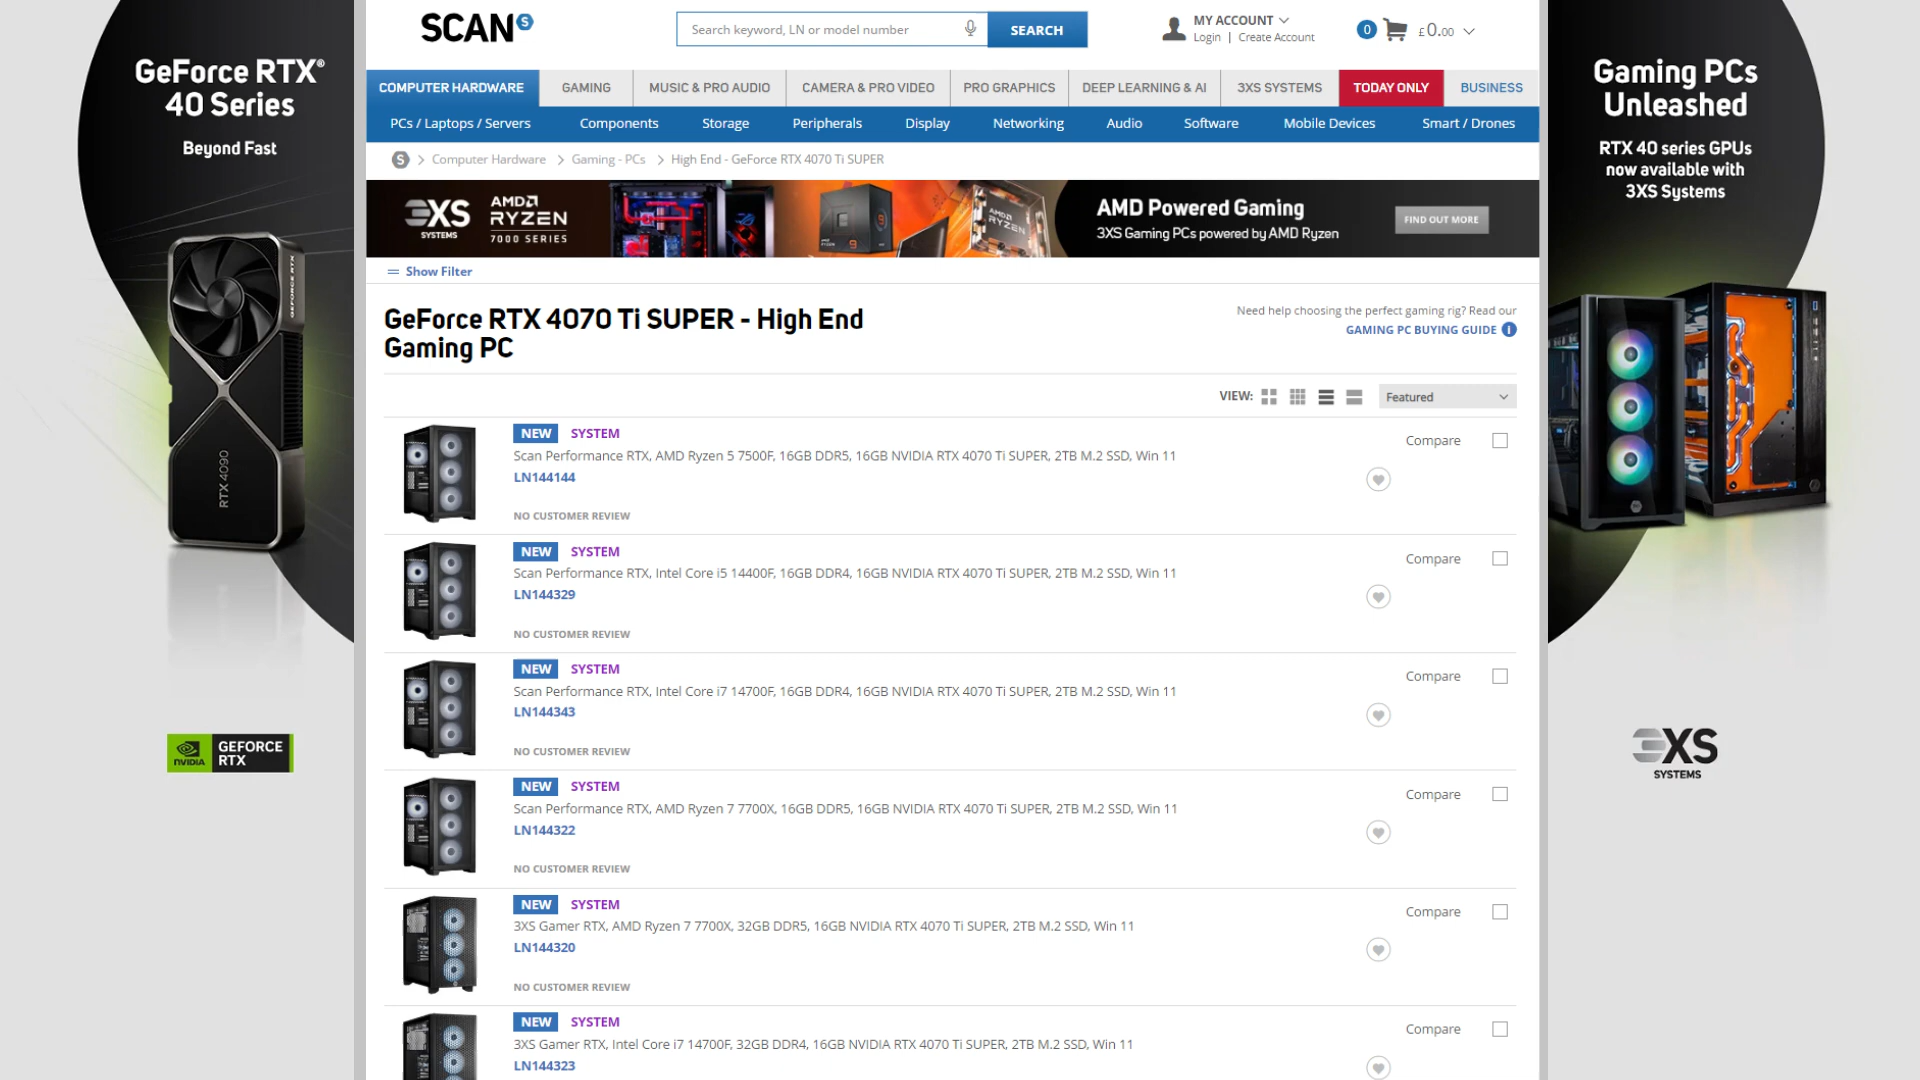 GeForce RTX®
40 Series
Beyond Fast
GEFORCE RTX
RTX 4090
NVIDIA
GEFORCE
RTX
SCAN S
Search keyword, LN or model number
SEARCH
MY ACCOUNT
Login | Create Account
0
£0.00
COMPUTER HARDWARE
GAMING
MUSIC & PRO AUDIO
CAMERA & PRO VIDEO
PRO GRAPHICS
DEEP LEARNING & AI
3XS SYSTEMS
TODAY ONLY
BUSINESS
PCs / Laptops / Servers
Components
Storage
Peripherals
Display
Networking
Audio
Software
Mobile Devices
Smart / Drones
S > Computer Hardware > Gaming - PCs > High End - GeForce RTX 4070 Ti SUPER
3XS
SYSTEMS
AMD
RYZEN
7000 SERIES
AMD
RYZEN
AMD Powered Gaming
3XS Gaming PCs powered by AMD Ryzen
FIND OUT MORE
Show Filter
GeForce RTX 4070 Ti SUPER - High End
Gaming PC
Need help choosing the perfect gaming rig? Read our
GAMING PC BUYING GUIDE i
VIEW:
Featured
NEW SYSTEM
Scan Performance RTX, AMD Ryzen 5 7500F, 16GB DDR5, 16GB NVIDIA RTX 4070 Ti SUPER, 2TB M.2 SSD, Win 11
LN144144
NO CUSTOMER REVIEW
Compare
NEW SYSTEM
Scan Performance RTX, Intel Core i5 14400F, 16GB DDR4, 16GB NVIDIA RTX 4070 Ti SUPER, 2TB M.2 SSD, Win 11
LN144329
NO CUSTOMER REVIEW
Compare
NEW SYSTEM
Scan Performance RTX, Intel Core i7 14700F, 16GB DDR4, 16GB NVIDIA RTX 4070 Ti SUPER, 2TB M.2 SSD, Win 11
LN144343
NO CUSTOMER REVIEW
Compare
NEW SYSTEM
Scan Performance RTX, AMD Ryzen 7 7700X, 16GB DDR5, 16GB NVIDIA RTX 4070 Ti SUPER, 2TB M.2 SSD, Win 11
LN144322
NO CUSTOMER REVIEW
Compare
NEW SYSTEM
3XS Gamer RTX, AMD Ryzen 7 7700X, 32GB DDR5, 16GB NVIDIA RTX 4070 Ti SUPER, 2TB M.2 SSD, Win 11
LN144320
NO CUSTOMER REVIEW
Compare
NEW SYSTEM
3XS Gamer RTX, Intel Core i7 14700F, 32GB DDR4, 16GB NVIDIA RTX 4070 Ti SUPER, 2TB M.2 SSD, Win 11
LN144323
Compare
Gaming PCs
Unleashed
RTX 40 series GPUs
now available with
3XS Systems
3XS
SYSTEMS